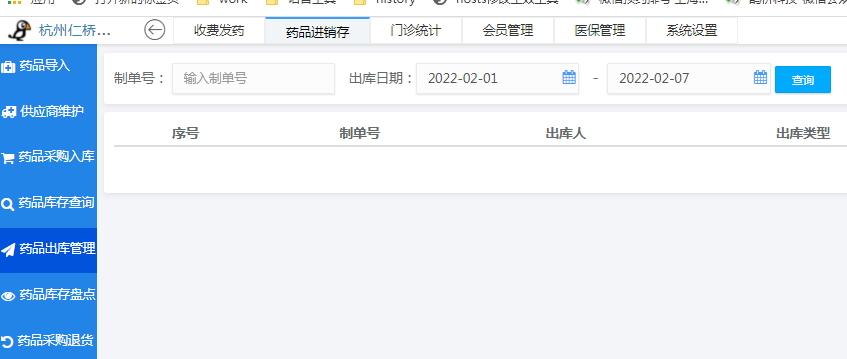 work
history
杭州仁桥... 收费发药 药品进销存 门诊统计 会员管理 医保管理 系统设置
药品导入
供应商维护
药品采购入库
药品库存查询
药品出库管理
药品库存盘点
药品采购退货
制单号： 输入制单号 出库日期： 2022-02-01 - 2022-02-07 查询
序号 制单号 出库人 出库类型